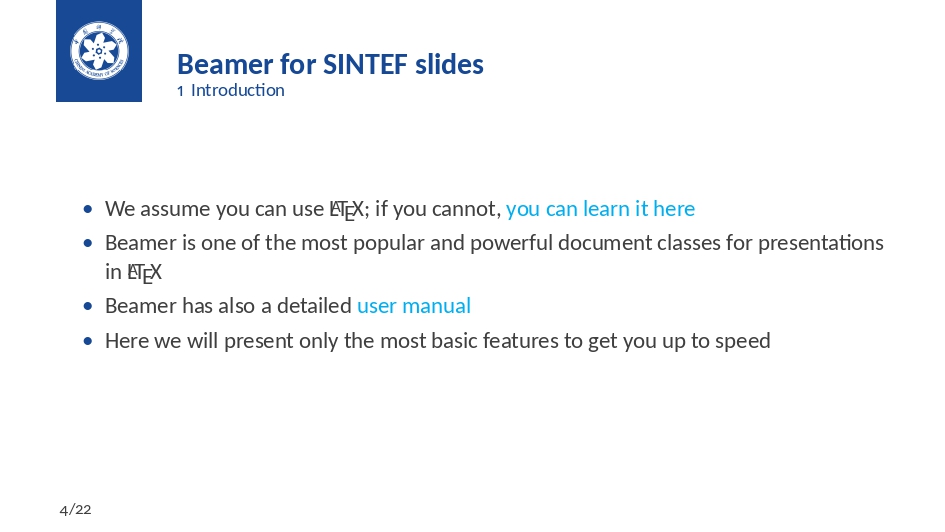 Beamer for SINTEF slides
1 Introduction
• We assume you can use LATEX; if you cannot, you can learn it here
• Beamer is one of the most popular and powerful document classes for presentations
in LATEX
• Beamer has also a detailed user manual
• Here we will present only the most basic features to get you up to speed
4/22